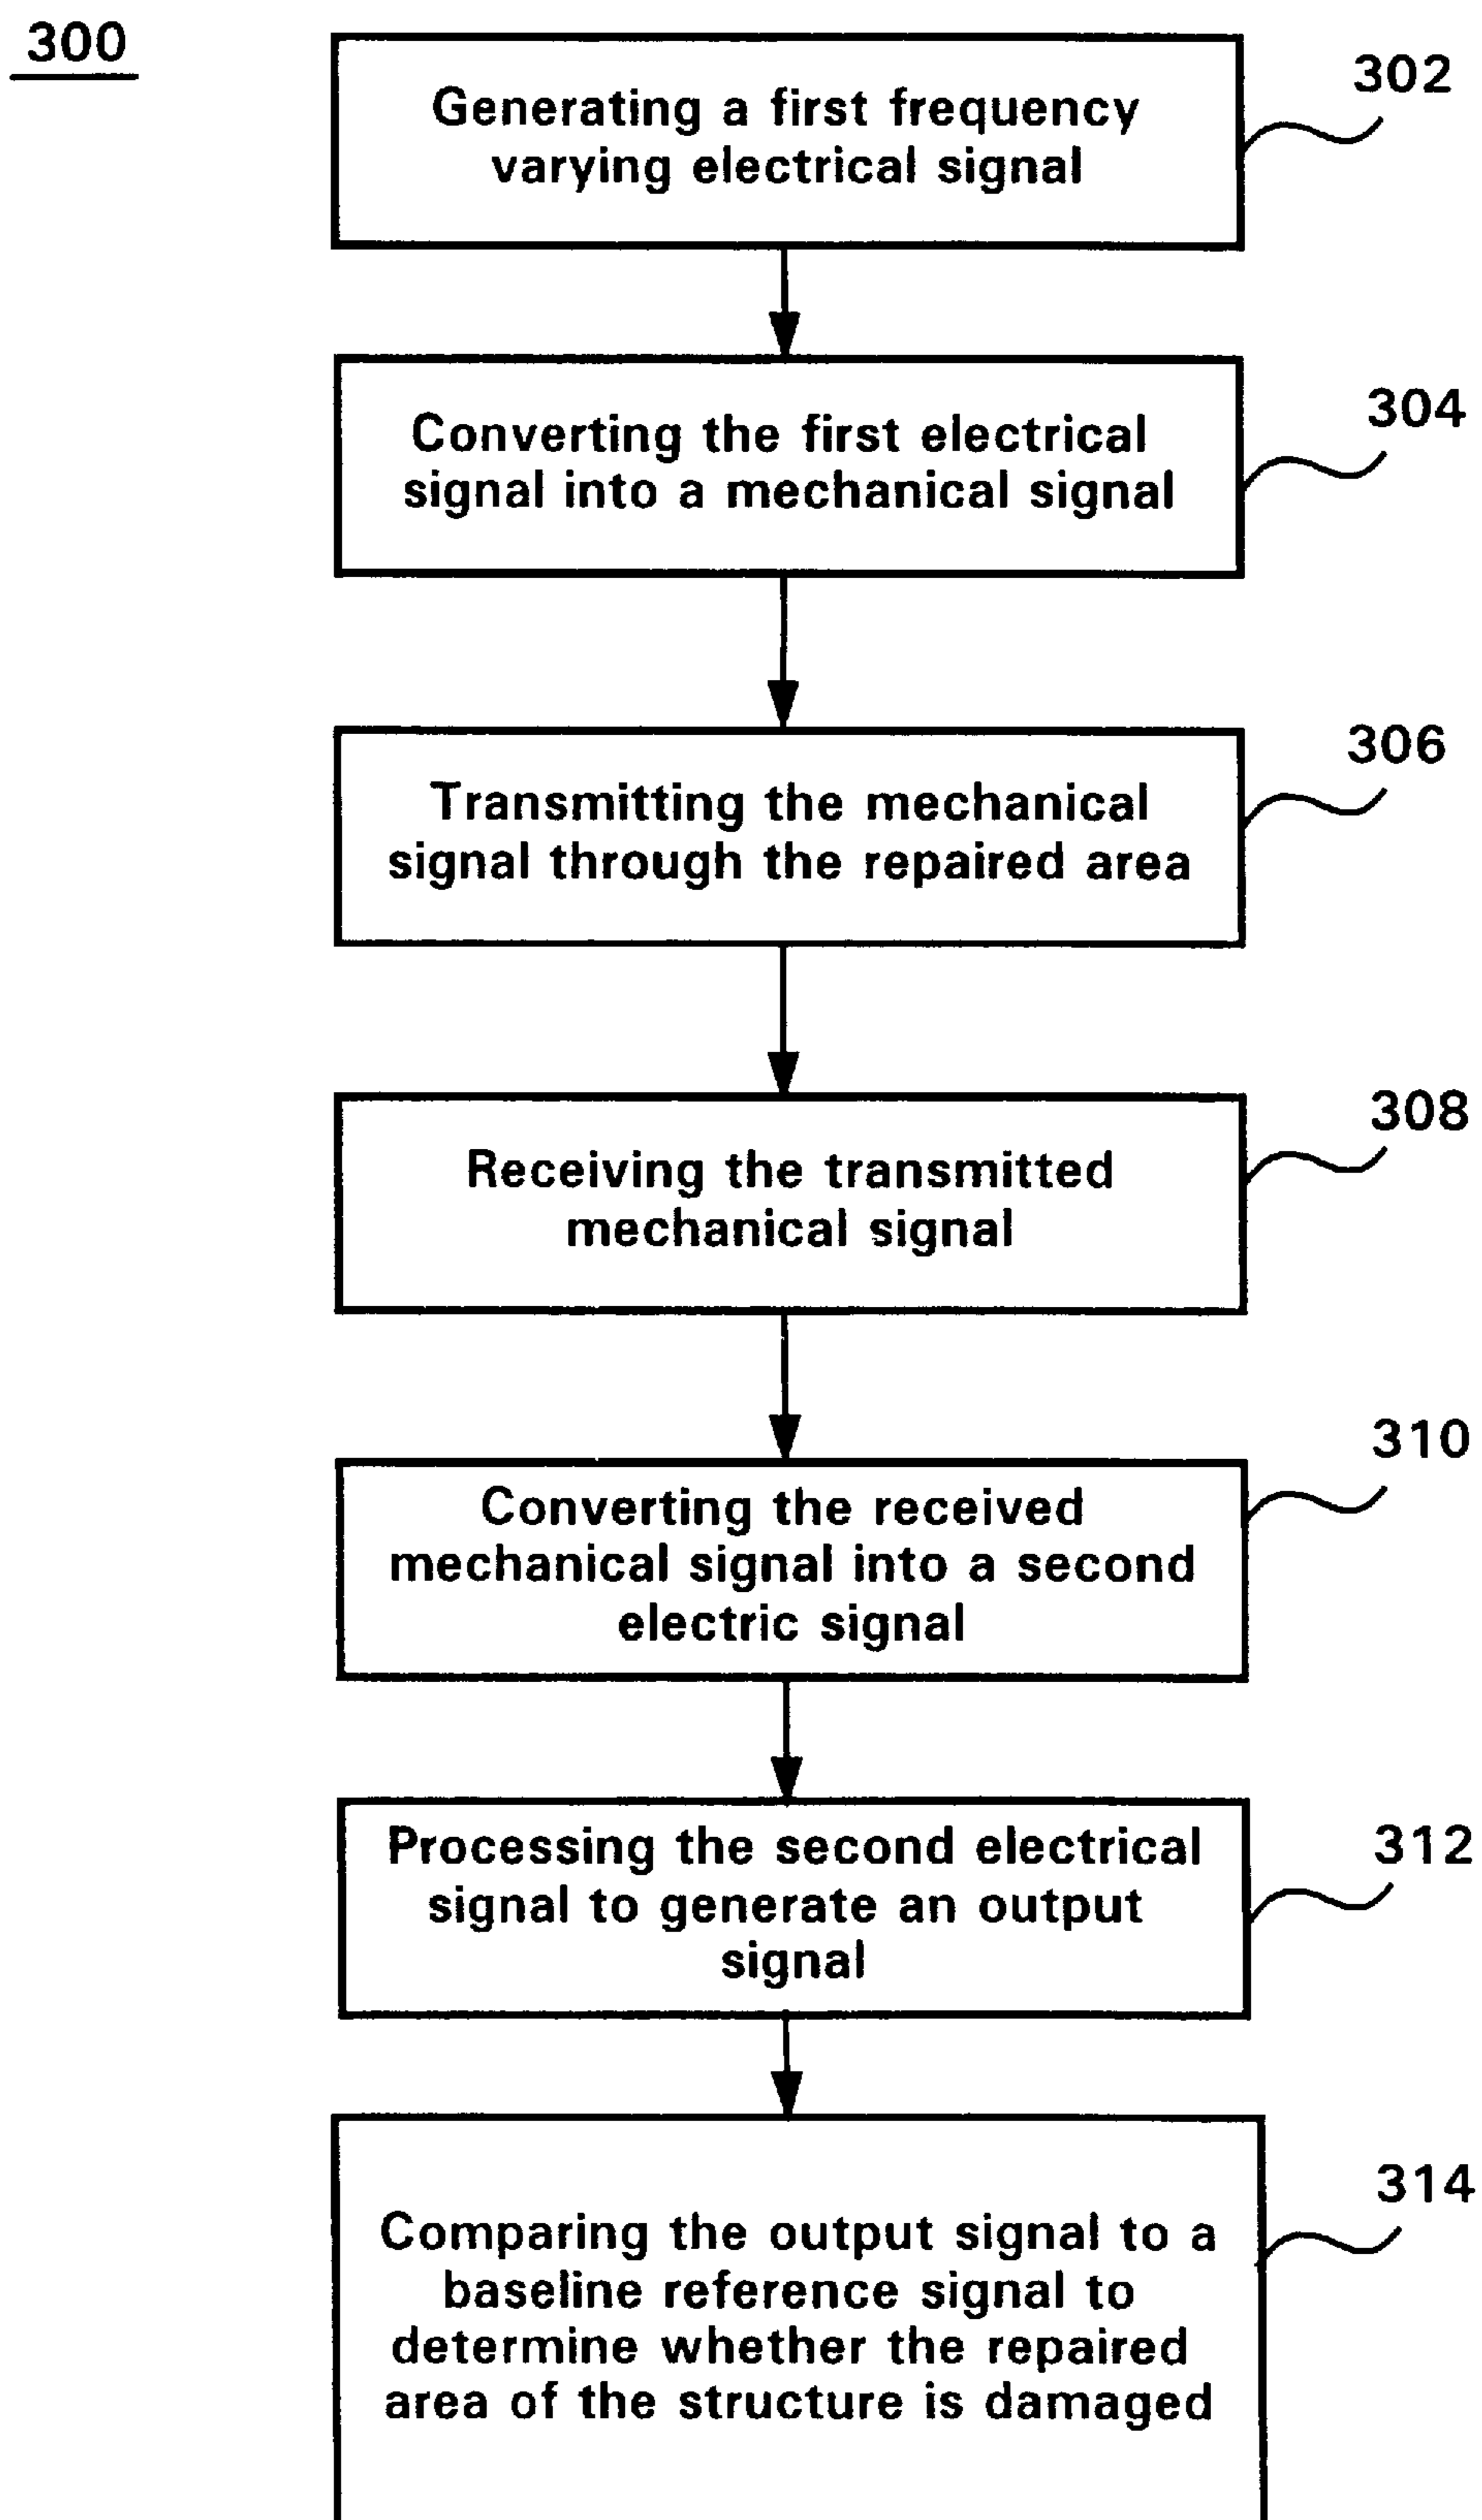 300
302
Generating a first frequency
varying electrical signal
304
Converting the first electrical
signal into a mechanical signal
306
Transmitting the mechanical
signal through the repaired area
308
Receiving the transmitted
mechanical signal
310
Converting the received
mechanical signal into a second
electric signal
312
Processing the second electrical
signal to generate an output
signal
314
Comparing the output signal to a
baseline reference signal to
determine whether the repaired
area of the structure is damaged